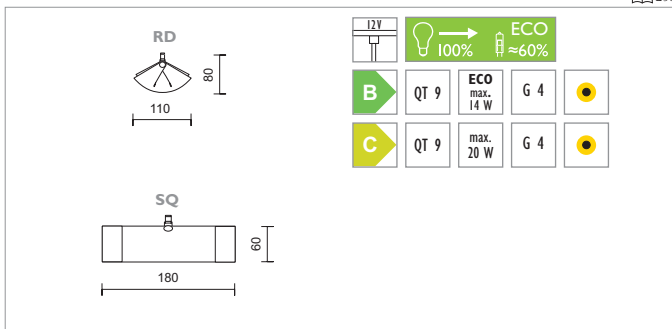 RD
80
110
SQ
60
180
12V
100%
ECO
≈60%
B
QT 9
ECO
max.
14 W
G 4
C
QT 9
max.
20 W
G 4